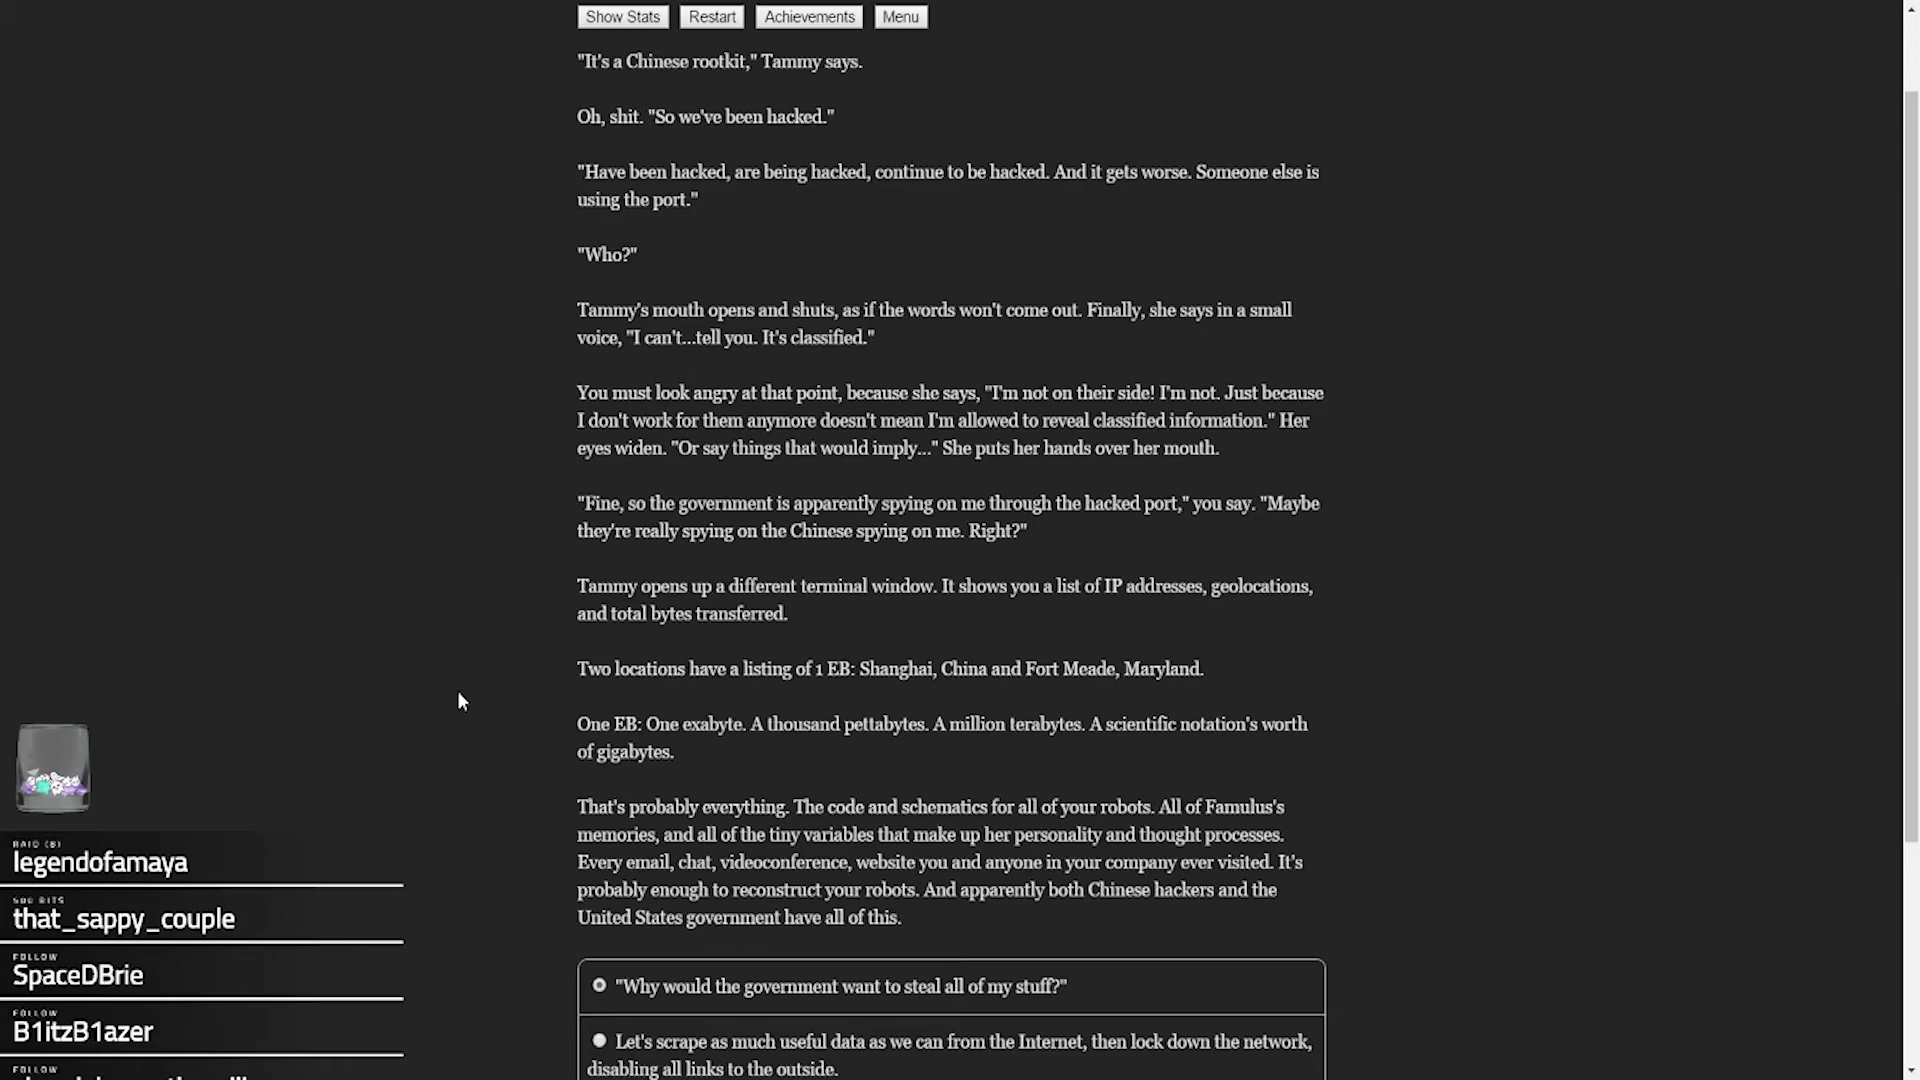 Show Stats Restart Achievements Menu
"It's a Chinese rootkit," Tammy says.
Oh, shit. "So we've been hacked."
"Have been hacked, are being hacked, continue to be hacked. And it gets worse. Someone else is
using the port."
"Who?"
Tammy's mouth opens and shuts, as if the words won't come out. Finally, she says in a small
voice, "I can't...tell you. It's classified."
You must look angry at that point, because she says, "I'm not on their side! I'm not. Just because
I don't work for them anymore doesn't mean I'm allowed to reveal classified information." Her
eyes widen. "Or say things that would imply..." She puts her hands over her mouth.
"Fine, so the government is apparently spying on me through the hacked port," you say. "Maybe
they're really spying on the Chinese spying on me. Right?"
Tammy opens up a different terminal window. It shows you a list of IP addresses, geolocations,
and total bytes transferred.
Two locations have a listing of 1 EB: Shanghai, China and Fort Meade, Maryland.
One EB: One exabyte. A thousand pettabytes. A million terabytes. A scientific notation's worth
of gigabytes.
That's probably everything. The code and schematics for all of your robots. All of Famulus's
memories, and all of the tiny variables that make up her personality and thought processes.
Every email, chat, videoconference, website you and anyone in your company ever visited. It's
probably enough to reconstruct your robots. And apparently both Chinese hackers and the
United States government have all of this.
"Why would the government want to steal all of my stuff?"
Let's scrape as much useful data as we can from the Internet, then lock down the network,
disabling all links to the outside.
RAID (8)
legendofamaya
500 BITS
that_sappy_couple
FOLLOW
SpaceDBrie
FOLLOW
B1itzB1azer
FOLLOW